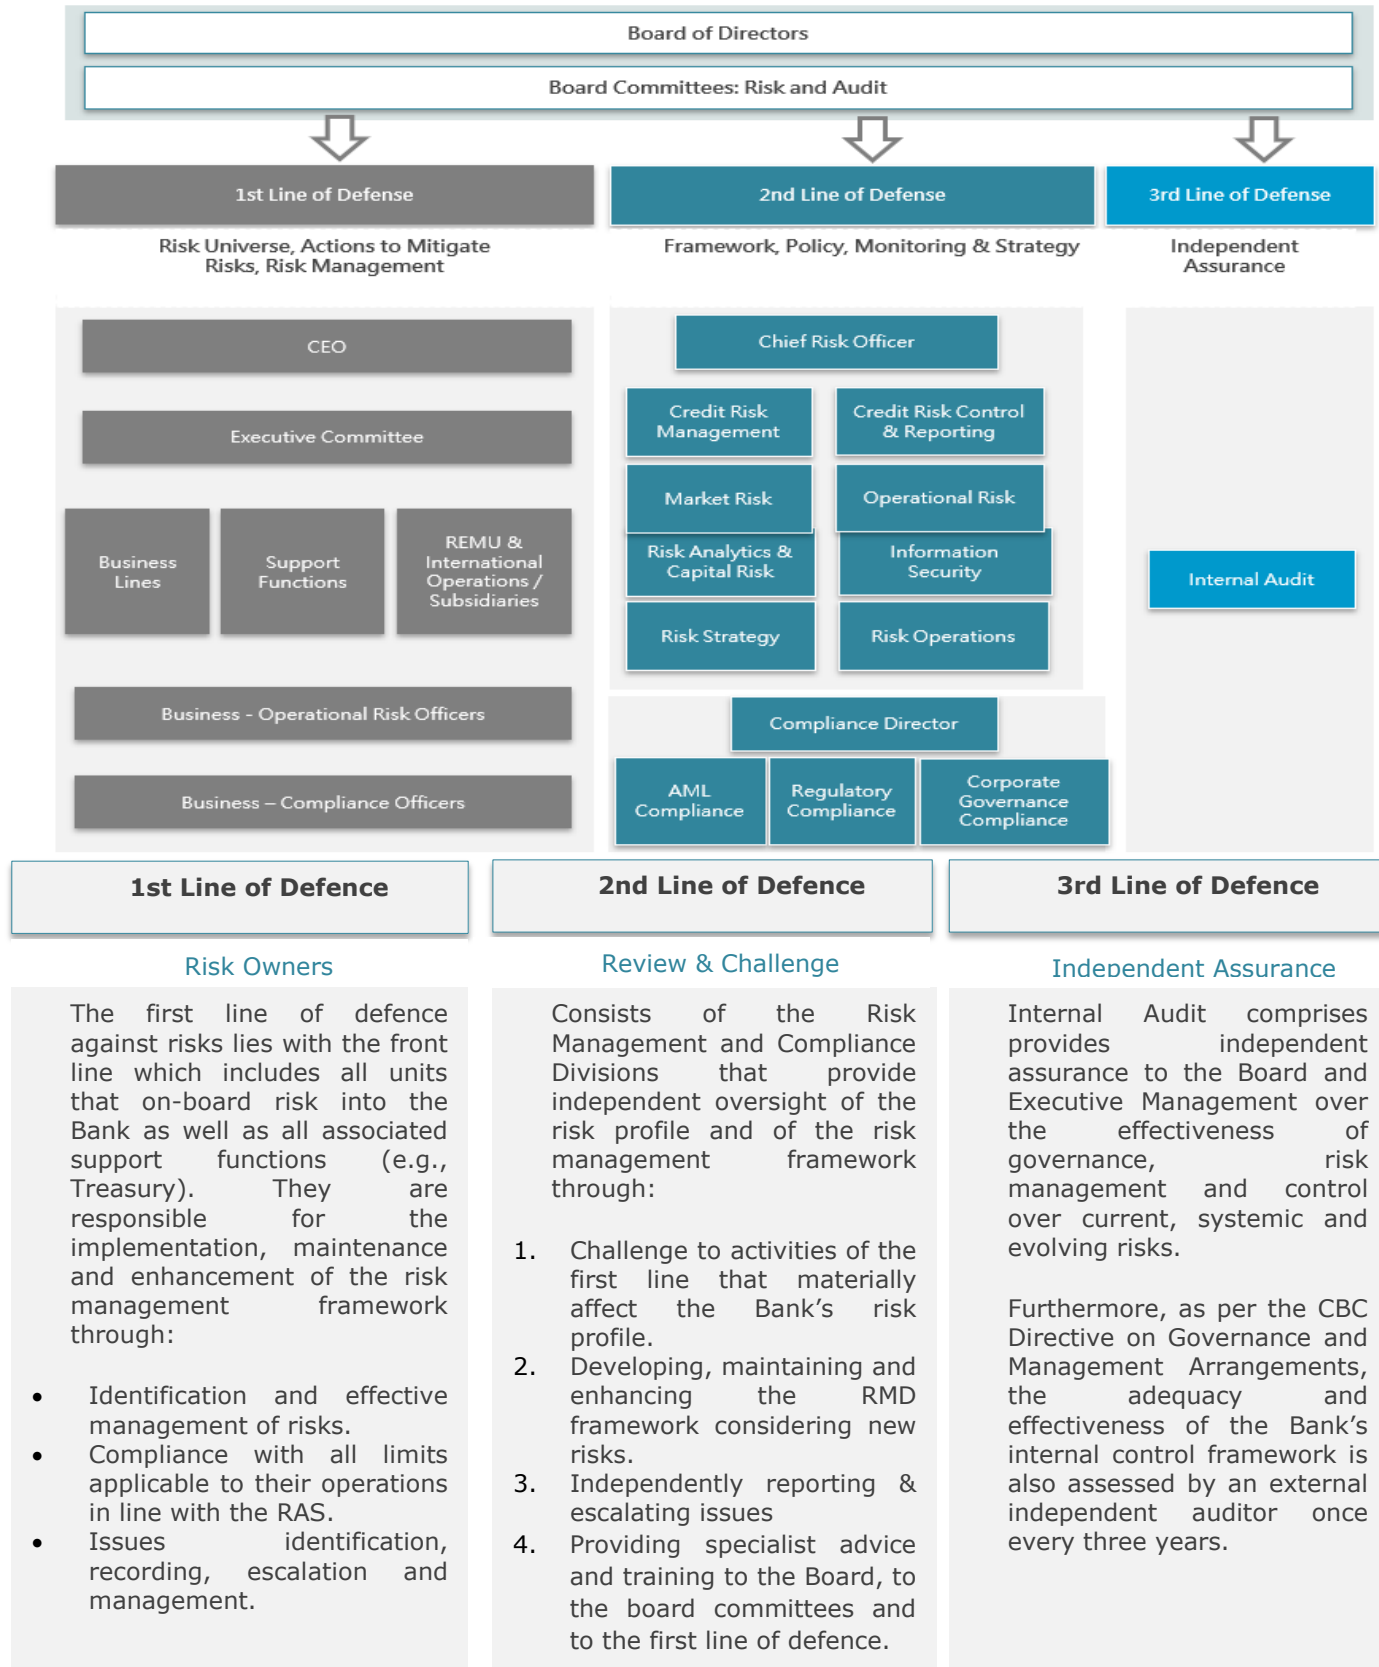 Board of Directors
Board Committees: Risk and Audit
1st Line of Defense
2nd Line of Defense
3rd Line of Defense
Risk Universe, Actions to Mitigate
Risks, Risk Management
Framework, Policy, Monitoring & Strategy
Independent
Assurance
CEO
Executive Committee
Business
Lines
Support
Functions
REMU &
International
Operations /
Subsidiaries
Business - Operational Risk Officers
Business – Compliance Officers
Chief Risk Officer
Credit Risk
Management
Credit Risk Control
& Reporting
Market Risk
Operational Risk
Risk Analytics &
Capital Risk
Information
Security
Risk Strategy
Risk Operations
Compliance Director
AML
Compliance
Regulatory
Compliance
Corporate
Governance
Compliance
Internal Audit
1st Line of Defence
Risk Owners
The first line of defence
against risks lies with the front
line which includes all units
that on-board risk into the
Bank as well as all associated
support functions (e.g.,
Treasury). They are
responsible for the
implementation, maintenance
and enhancement of the risk
management framework
through:
• Identification and effective
management of risks.
• Compliance with all limits
applicable to their operations
in line with the RAS.
• Issues identification,
recording, escalation and
management.
2nd Line of Defence
Review & Challenge
Consists of the Risk
Management and Compliance
Divisions that provide
independent oversight of the
risk profile and of the risk
management framework
through:
1. Challenge to activities of the
first line that materially
affect the Bank’s risk
profile.
2. Developing, maintaining and
enhancing the RMD
framework considering new
risks.
3. Independently reporting &
escalating issues
4. Providing specialist advice
and training to the Board, to
the board committees and
to the first line of defence.
3rd Line of Defence
Independent Assurance
Internal Audit comprises
provides independent
assurance to the Board and
Executive Management over
the effectiveness of
governance, risk
management and control
over current, systemic and
evolving risks.
Furthermore, as per the CBC
Directive on Governance and
Management Arrangements,
the adequacy and
effectiveness of the Bank’s
internal control framework is
also assessed by an external
independent auditor once
every three years.